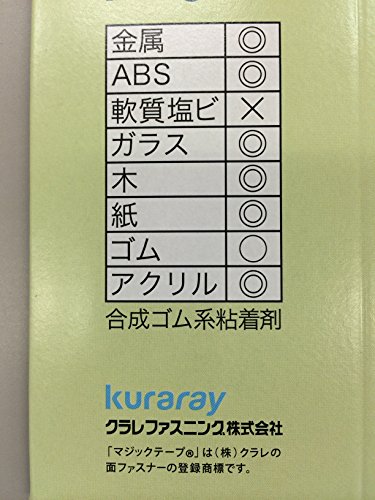 金属 ◎
ABS ◎
軟質塩ビ ×
ガラス ◎
木 ◎
紙 ◎
ゴム ○
アクリル ◎
合成ゴム系粘着剤
kuraray
クラレファスニング株式会社
「マジックテープ®」は(株)クラレの
面ファスナーの登録商標です。